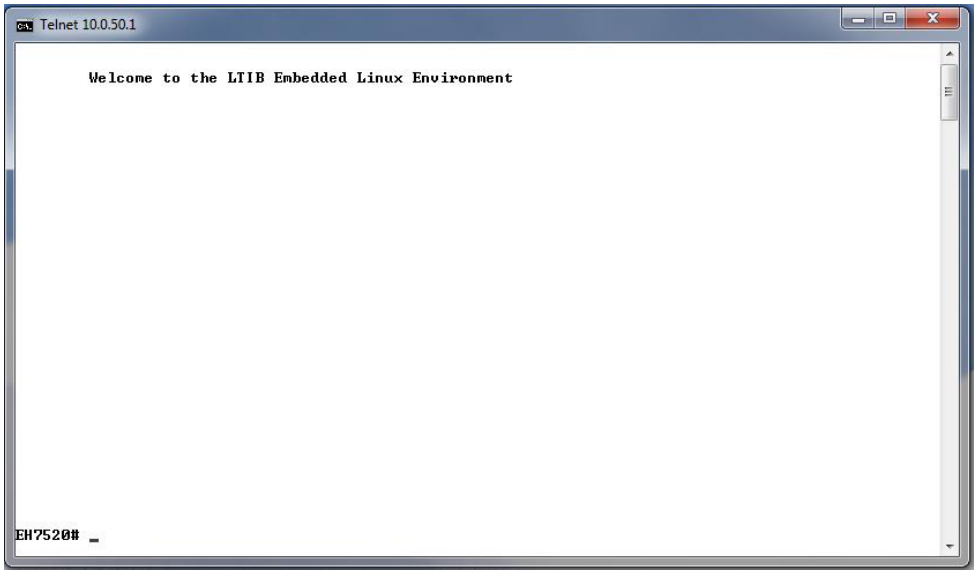 Telnet 10.0.50.1
Welcome to the LTIB Embedded Linux Environment
EH7520# _